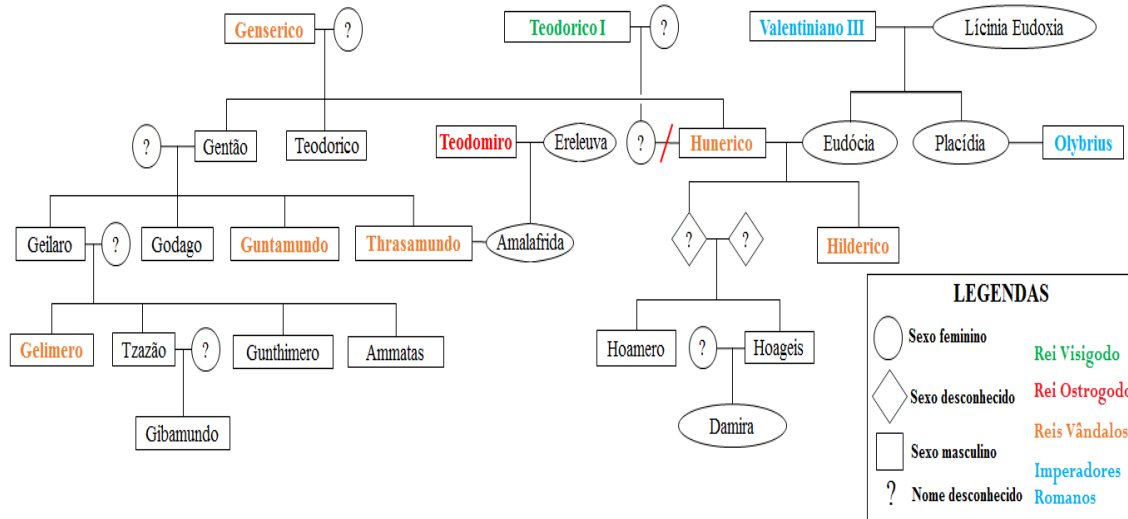 Genserico ? Teodorico I ? Valentiniano III Lícinia Eudoxia
? Gentão Teodorico Teodomiro Ereleuva ? Hunerico Eudócia Placídia Olybrius
Geilaro ? Godago Guntamundo Thrasamundo Amalafrida ? ? Hilderico
Gelimero Tzazão ? Gunthimero Ammatas Hoamero ? Hoageis
Gibamundo Damira
LEGENDAS
Sexo feminino
Sexo desconhecido
Sexo masculino
? Nome desconhecido
Rei Visigodo
Rei Ostrogodo
Reis Vândalos
Imperadores
Romanos